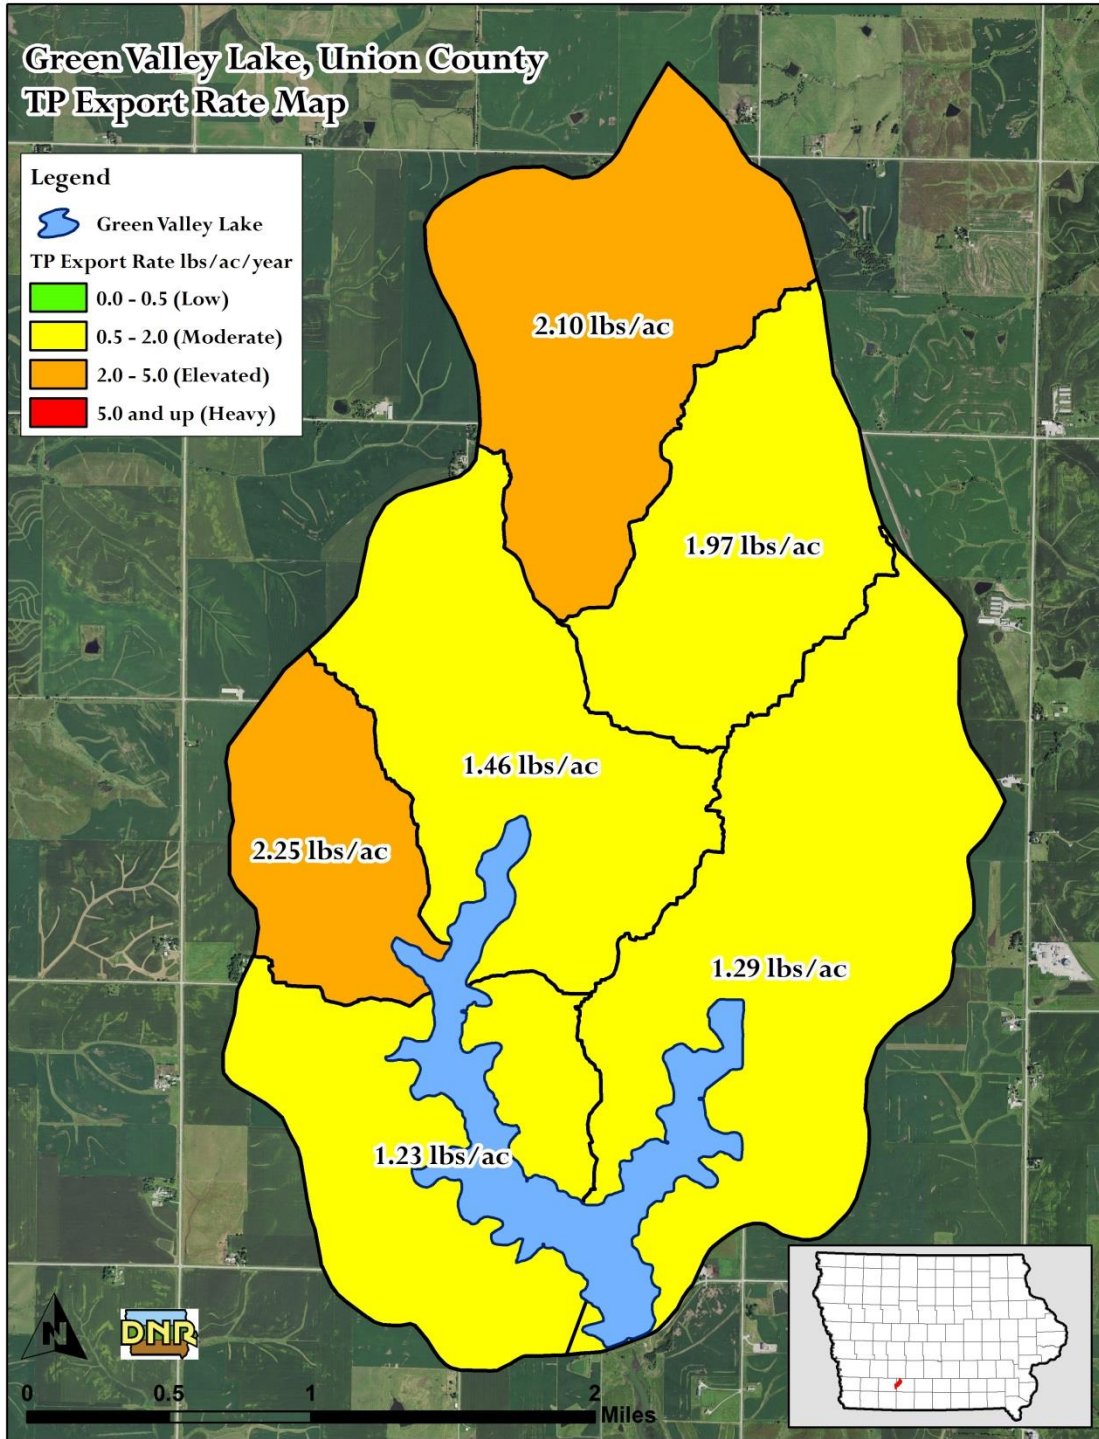 Green Valley Lake, Union County
TP Export Rate Map
Legend
Green Valley Lake
TP Export Rate lbs/ac/year
0.0 - 0.5 (Low)
0.5 - 2.0 (Moderate)
2.0 - 5.0 (Elevated)
5.0 and up (Heavy)
2.10 lbs/ac
1.97 lbs/ac
1.46 lbs/ac
2.25 lbs/ac
1.29 lbs/ac
1.23 lbs/ac
N
DNR
0 0.5 1 2
Miles